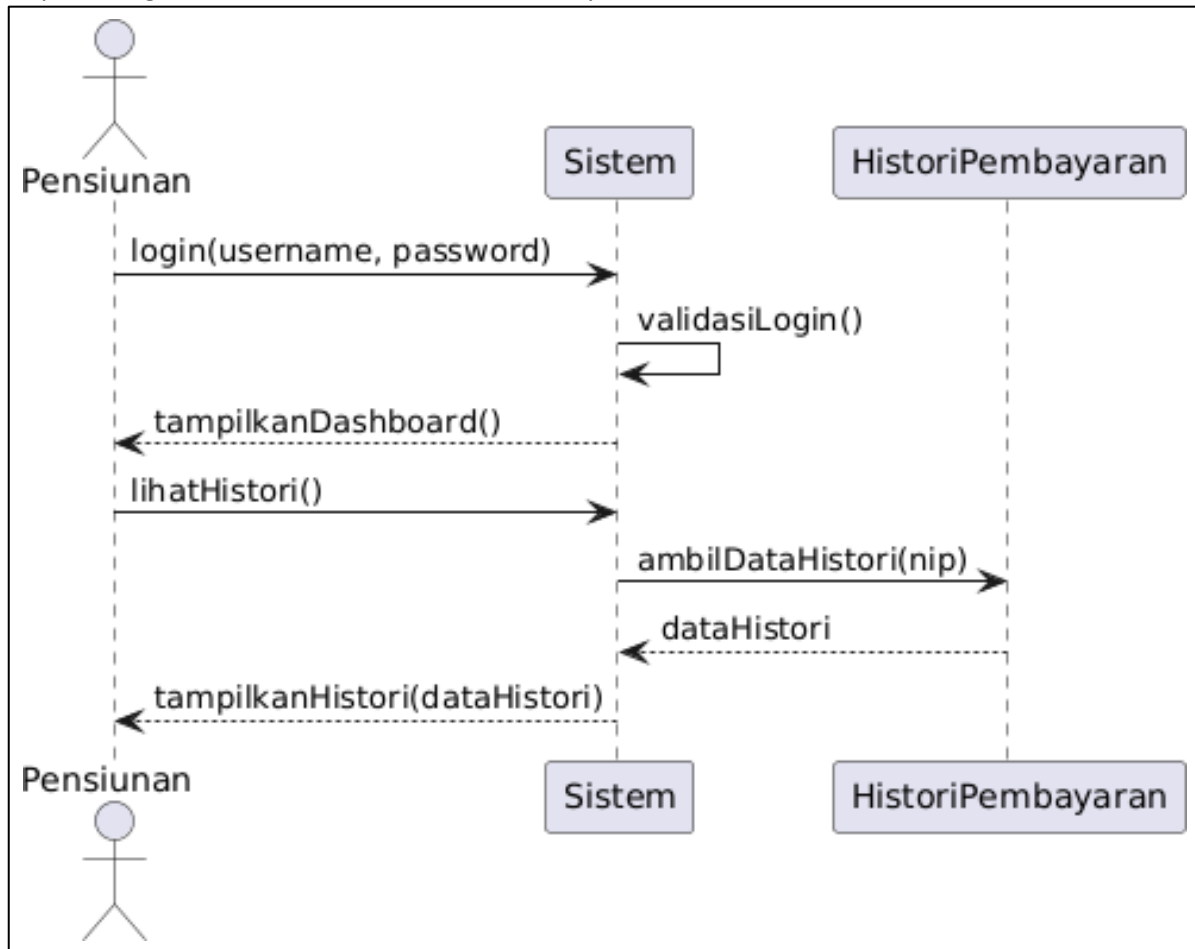 Pensiunan
Sistem
HistoriPembayaran
login(username, password)
validasiLogin()
tampilkanDashboard()
lihatHistori()
ambilDataHistori(nip)
dataHistori
tampilkanHistori(dataHistori)
Pensiunan
Sistem
HistoriPembayaran